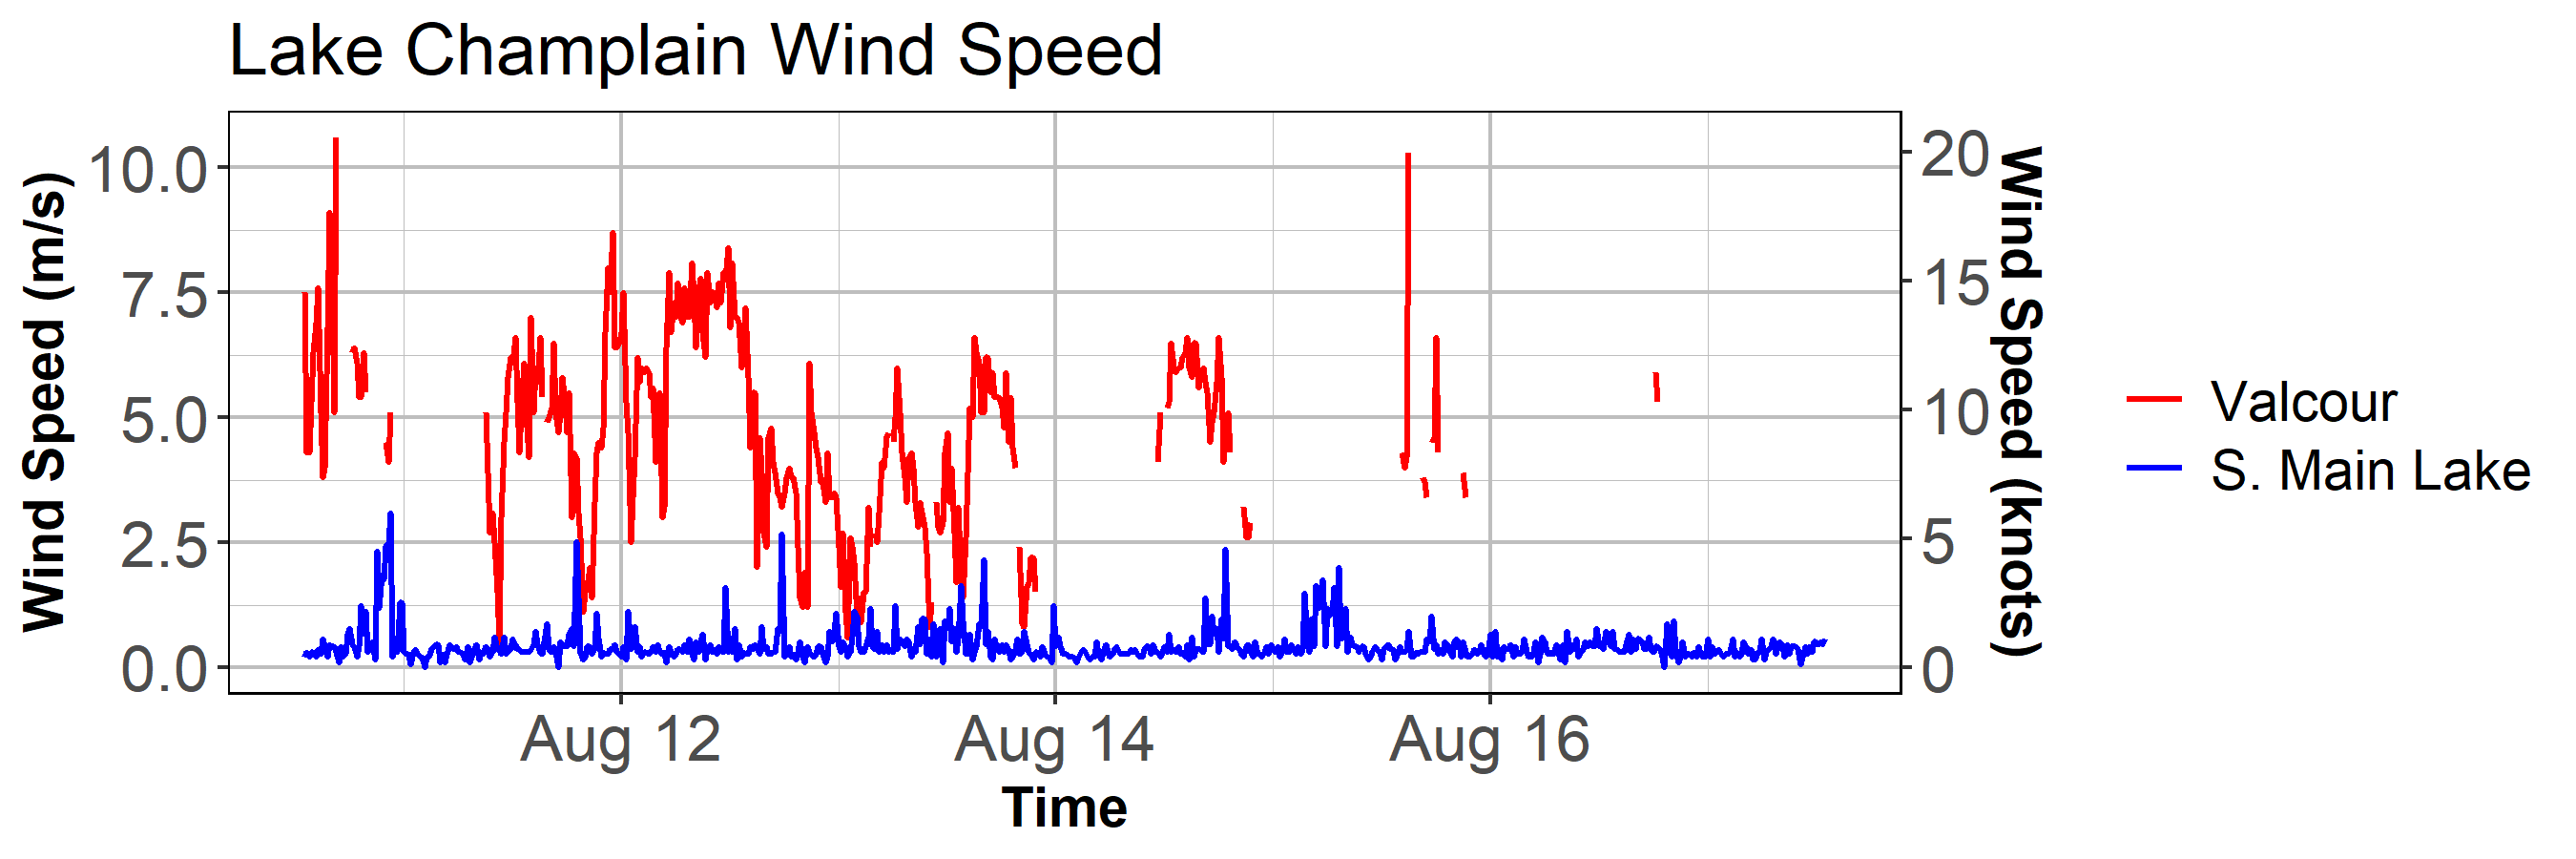 Lake Champlain Wind Speed
Wind Speed (m/s)
10.0
7.5
5.0
2.5
0.0
20
15
10
5
0
Wind Speed (knots)
Aug 12
Aug 14
Aug 16
Time
Valcour
S. Main Lake